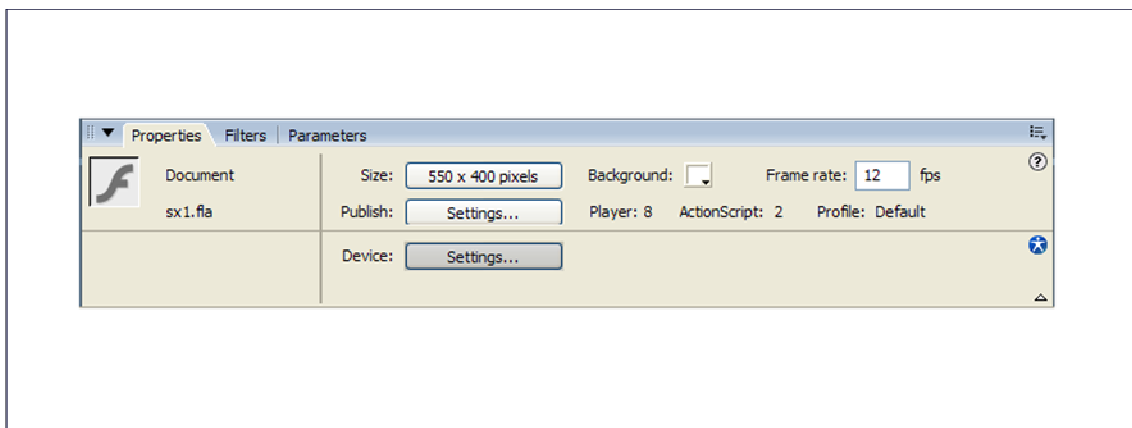 Properties Filters Parameters
Document Size: 550 x 400 pixels Background: Frame rate: 12 fps
sx1.fla Publish: Settings... Player: 8 ActionScript: 2 Profile: Default
Device: Settings...